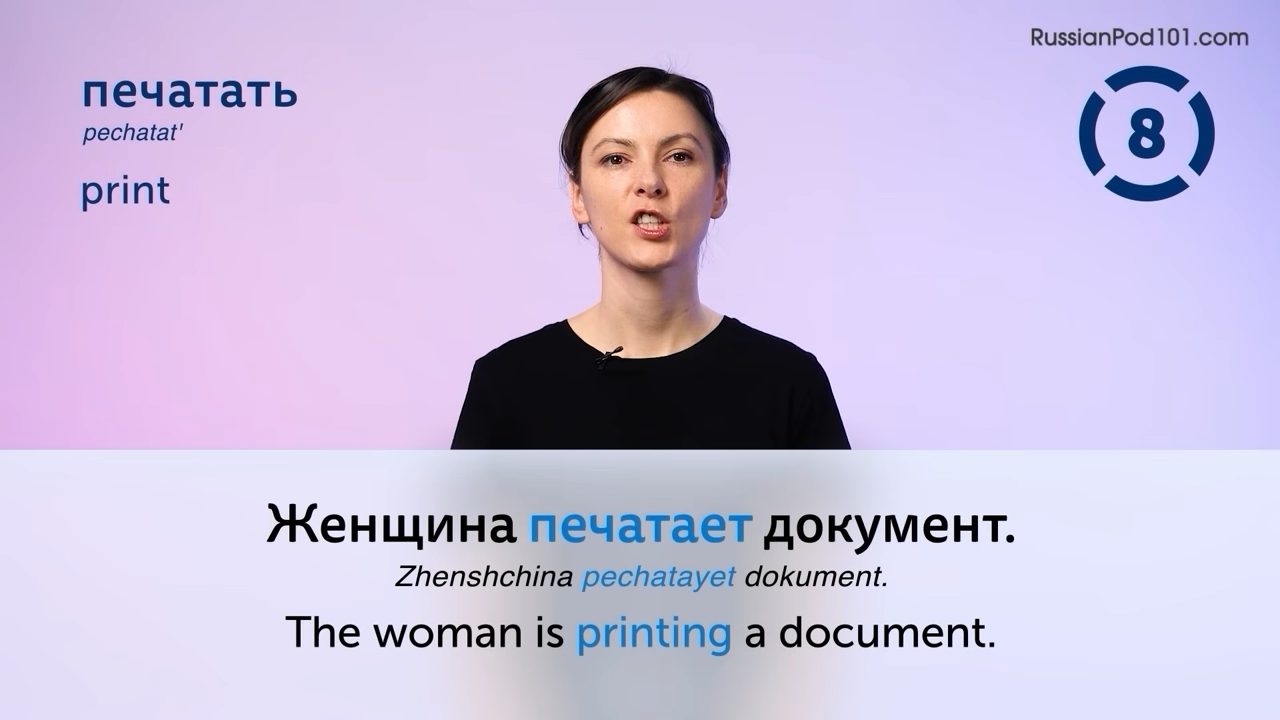 RussianPod101.com
печатать
pechatat'
print
8
Женщина печатает документ.
Zhenshchina pechatayet dokument.
The woman is printing a document.